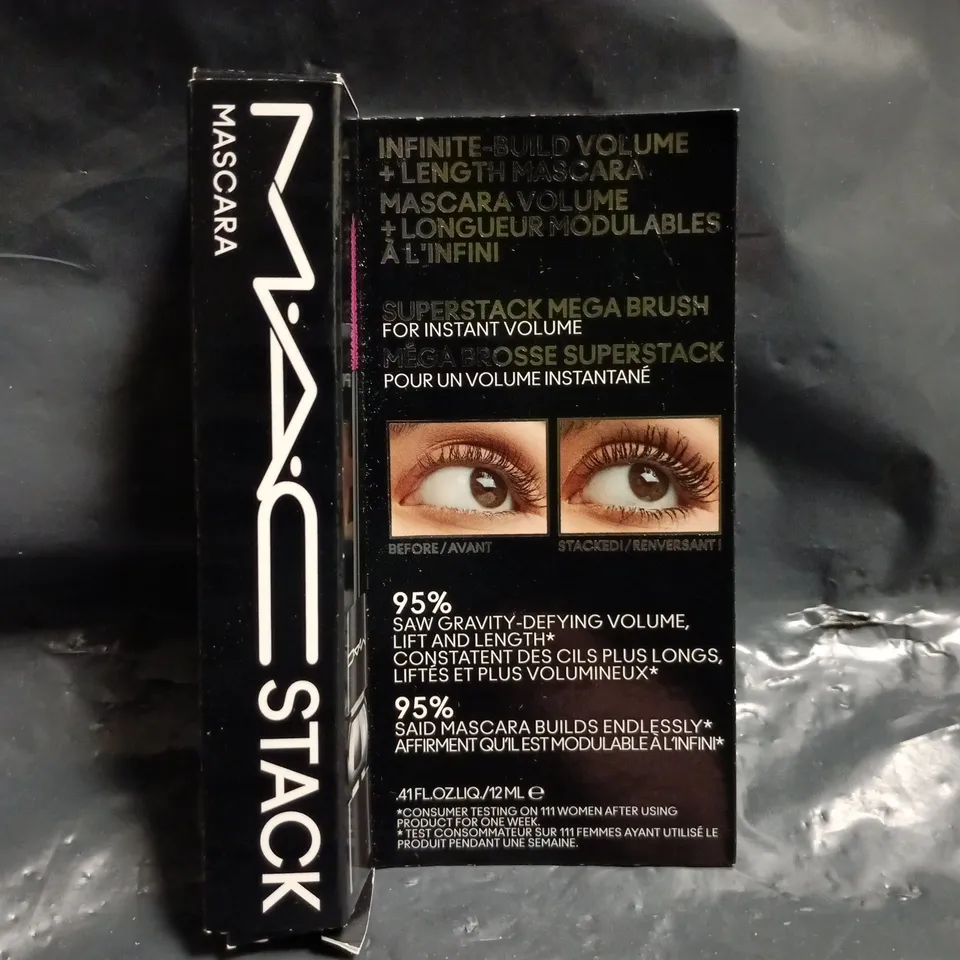 MASCARA
M·A·C STACK
INFINITE-BUILD VOLUME
+ LENGTH MASCARA
MASCARA VOLUME
+ LONGUEUR MODULABLES
À L'INFINI
SUPERSTACK MEGA BRUSH
FOR INSTANT VOLUME
MÉGA BROSSE SUPERSTACK
POUR UN VOLUME INSTANTANÉ
BEFORE / AVANT
STACKED! / RENVERSANT !
95%
SAW GRAVITY-DEFYING VOLUME,
LIFT AND LENGTH*
CONSTATENT DES CILS PLUS LONGS,
LIFTÉS ET PLUS VOLUMINEUX*
95%
SAID MASCARA BUILDS ENDLESSLY*
AFFIRMENT QU'IL EST MODULABLE À L'INFINI*
.41 FL.OZ.LIQ./12 ML ℮
*CONSUMER TESTING ON 111 WOMEN AFTER USING
PRODUCT FOR ONE WEEK.
* TEST CONSOMMATEUR SUR 111 FEMMES AYANT UTILISÉ LE
PRODUIT PENDANT UNE SEMAINE.